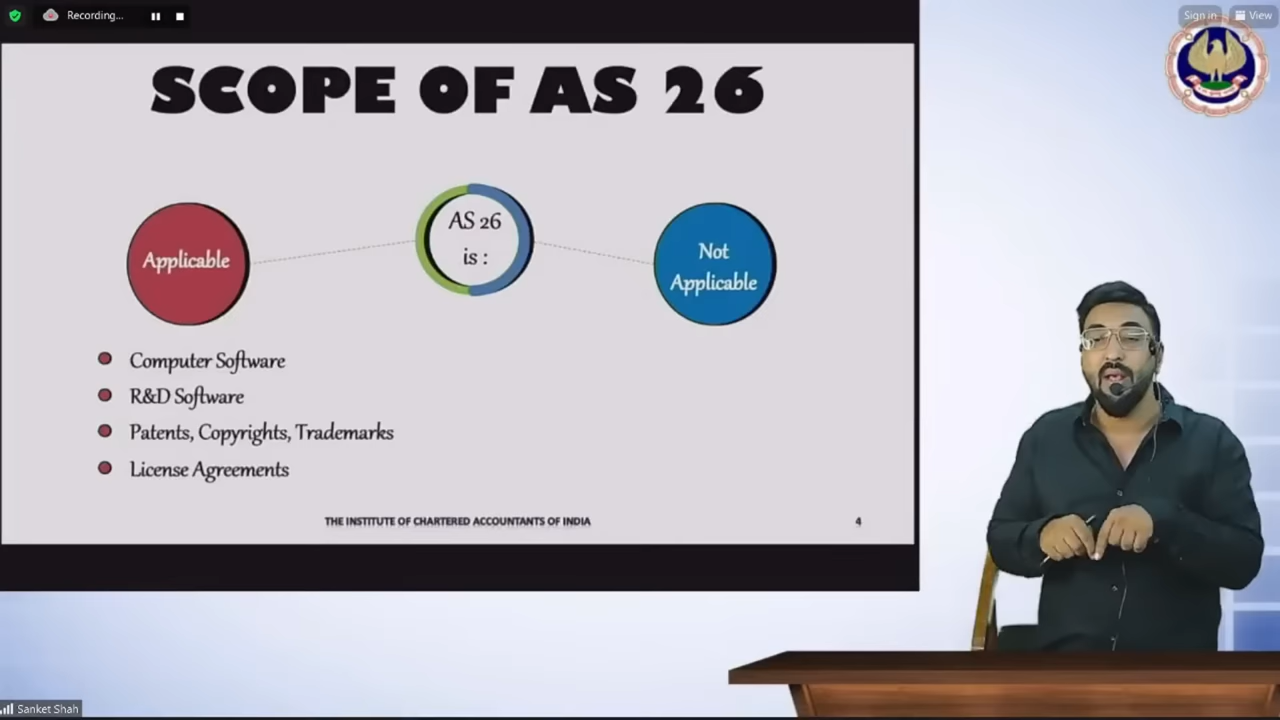 Recording...
Sign in
View
SCOPE OF AS 26
Applicable
AS 26
is :
Not
Applicable
Computer Software
R&D Software
Patents, Copyrights, Trademarks
License Agreements
THE INSTITUTE OF CHARTERED ACCOUNTANTS OF INDIA
4
Sanket Shah